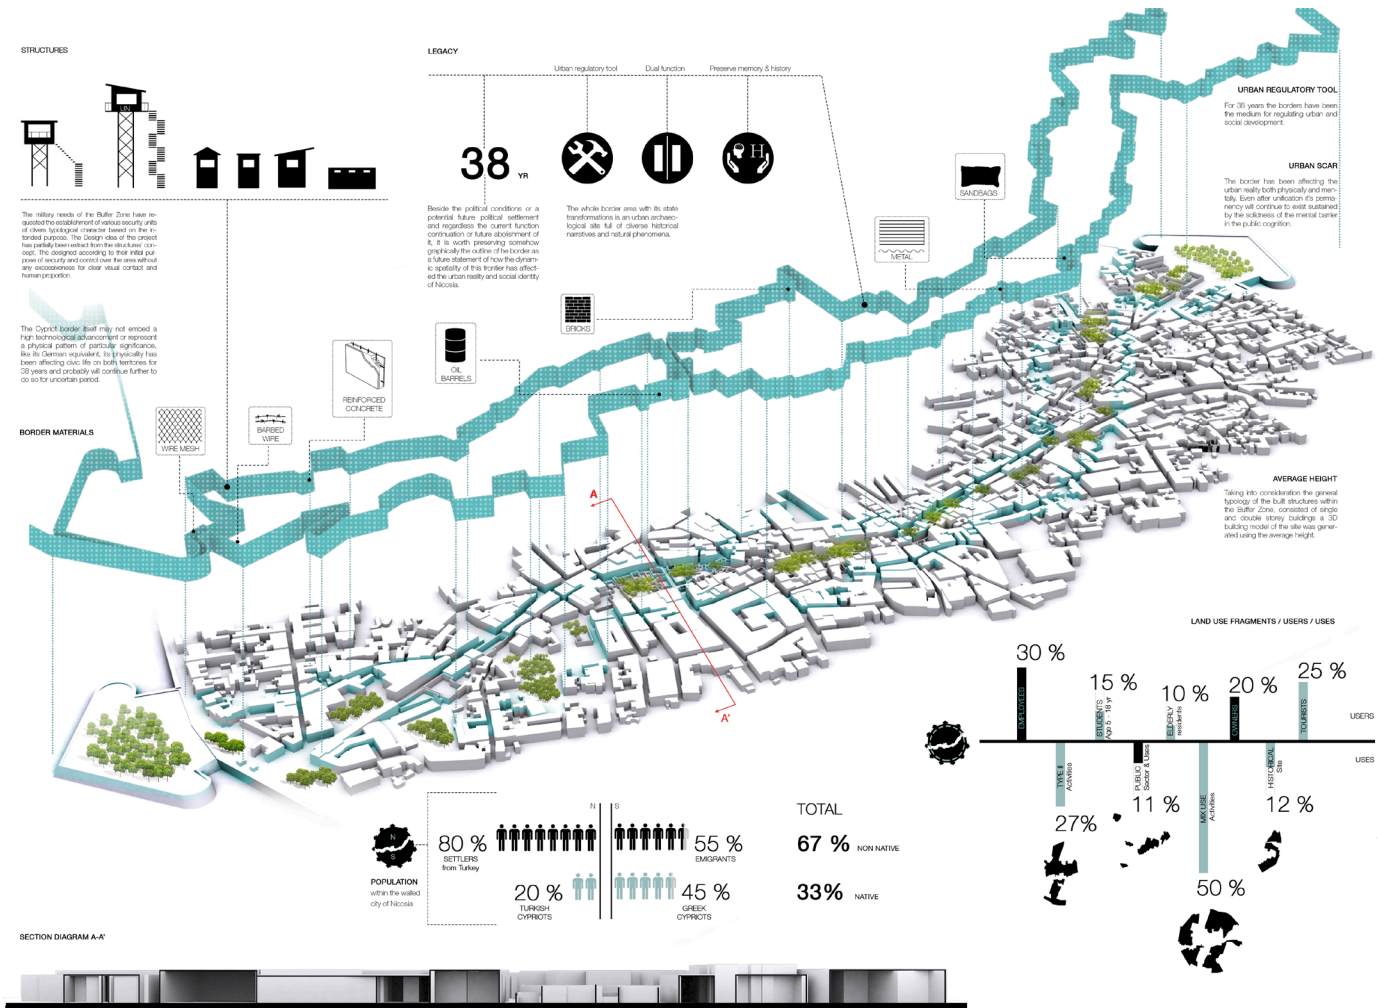 STRUCTURES
UN
The military needs of the Buffer Zone have re-
quested the establishment of various security units
of divers typological character based on the in-
tended purpose. The Design idea of the project
has partially been extract from the structures' con-
cept. The designed according to their initial pur-
pose of security and control over the area without
any excessiveness for clear visual contact and
human proportion.
The Cypriot border itself may not embed a
high technological advancement or represent
a physical pattern of particular significance,
like its German equivalent, its physicality has
been affecting civic life on both territories for
38 years and probably will continue further to
do so for uncertain period.
BORDER MATERIALS
WIRE MESH
BARBED
WIRE
REINFORCED
CONCRETE
OIL
BARRELS
BRICKS
METAL
SANDBAGS
LEGACY
Urban regulatory tool
Dual function
Preserve memory & history
38 YR
H
Beside the political conditions or a
potential future political settlement
and regardless the current function
continuation or future abolishment of
it, it is worth preserving somehow
graphically the outline of he border as
a future statement of how the dynam-
ic spatiality of this frontier has affect-
ed the urban reality and social identity
of Nicosia.
The whole border area with its state
transformations is an urban archaec-
logical site full of diverse historical
narratives and natural phenomena.
URBAN REGULATORY TOOL
For 38 years the borders have been
the medium for regulating urban and
social development.
URBAN SCAR
The border has been affecting the
urban reality both physically and men-
tally. Even after unification it's perma-
nency will continue to exist sustained
by the solidness of the mental barrier
in the public cognition.
AVERAGE HEIGHT
Taking into consideration the general
typology of the built structures within
the Buffer Zone, consisted of single
and double storey buildings a 3D
building model of the site was gener-
ated using the average height.
A
A'
LAND USE FRAGMENTS / USERS / USES
30 %
EMPLOYEES
15 %
STUDENTS
Age 5 - 18 yr
10 %
ELDERLY
residents
20 %
OWNERS
25 %
TOURISTS
USERS
USES
TYPE II
Activities
27%
PUBLIC
Sector & Uses
11 %
MIX USE
Activities
50 %
HISTORICAL
Site
12 %
N
S
POPULATION
within the walled
city of Nicosia
80 %
SETTLERS
from Turkey
20 %
TURKISH
CYPRIOTS
N
S
55 %
EMIGRANTS
45 %
GREEK
CYPRIOTS
TOTAL
67 % NON NATIVE
33% NATIVE
SECTION DIAGRAM A-A'